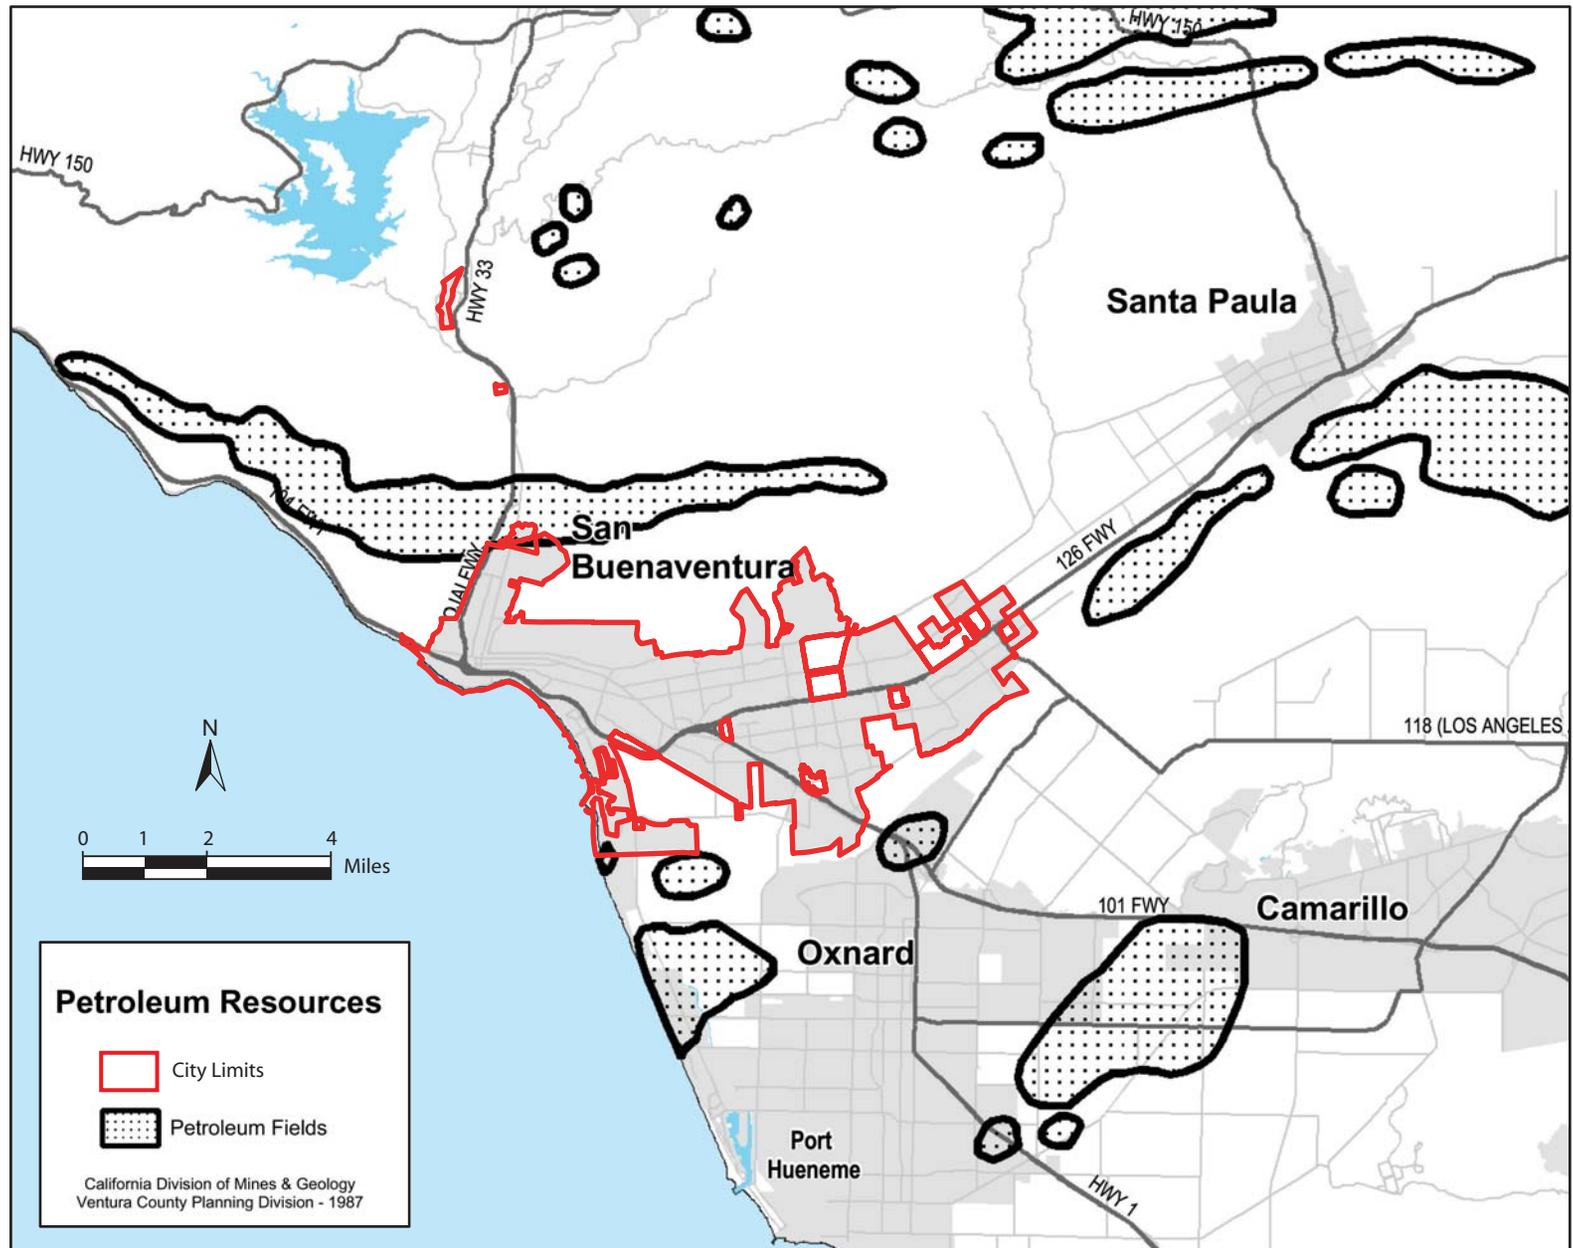 HWY 150
HWY 150
HWY 33
Santa Paula
101 FWY
San
Buenaventura
OJAI FWY
126 FWY
118 (LOS ANGELES
N
0 1 2 4
Miles
101 FWY
Camarillo
Oxnard
Petroleum Resources
City Limits
Petroleum Fields
California Division of Mines & Geology
Ventura County Planning Division - 1987
Port
Hueneme
HWY 1